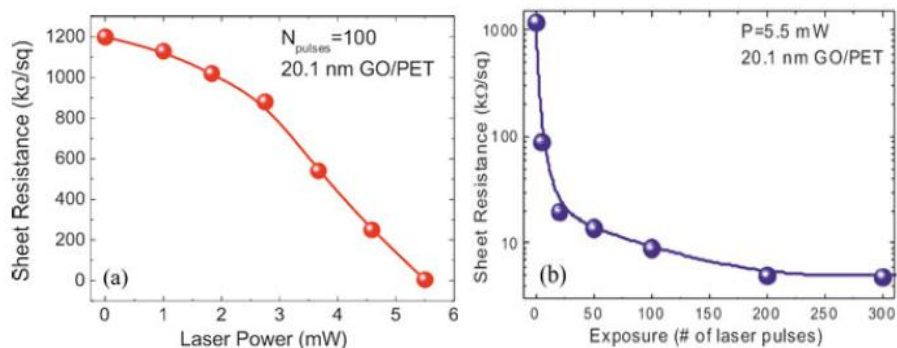 Sheet Resistance (kΩ/sq)
1200
1000
800
600
400
200
0
N_pulses=100
20.1 nm GO/PET
(a)
0 1 2 3 4 5 6
Laser Power (mW)
Sheet Resistance (kΩ/sq)
1000
100
10
P=5.5 mW
20.1 nm GO/PET
(b)
0 50 100 150 200 250 300
Exposure (# of laser pulses)